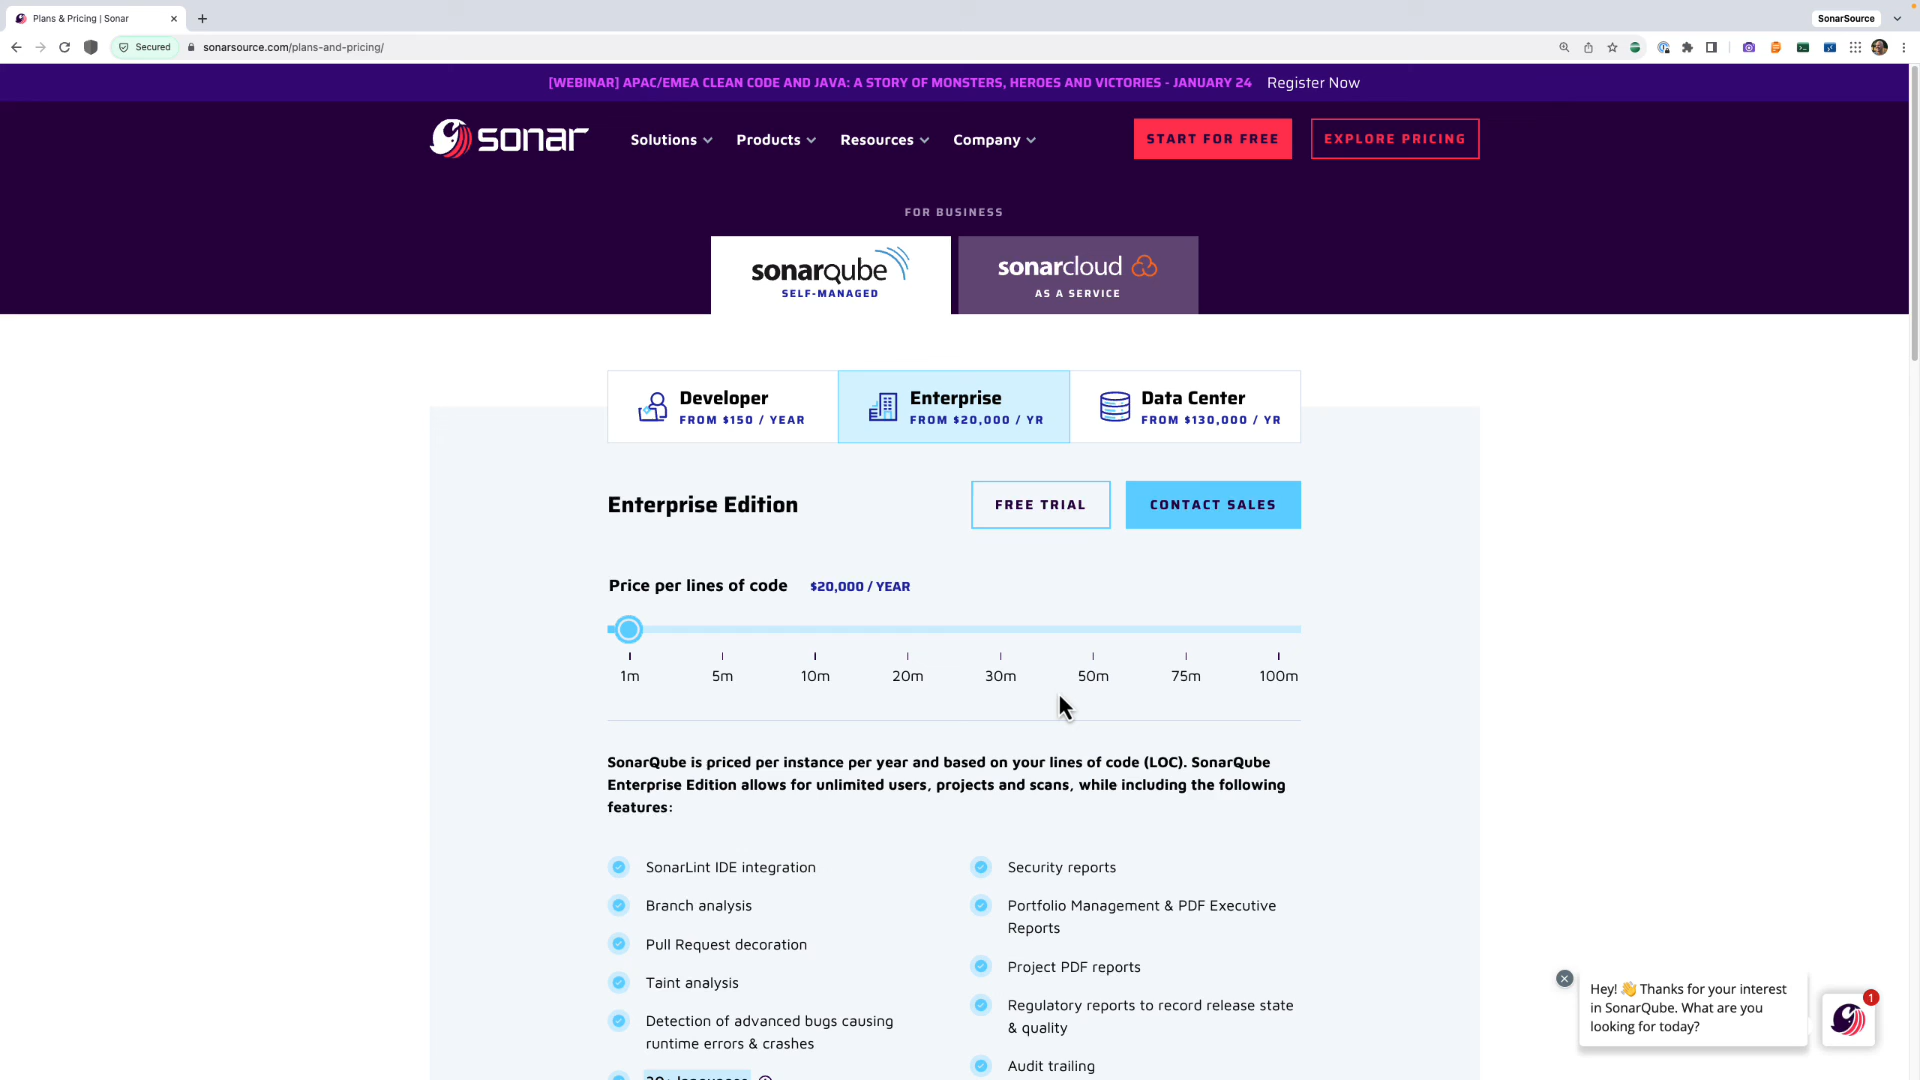 Plans & Pricing | Sonar
SonarSource
Secured
sonarsource.com/plans-and-pricing/
[WEBINAR] APAC/EMEA CLEAN CODE AND JAVA: A STORY OF MONSTERS, HEROES AND VICTORIES - JANUARY 24 Register Now
sonar
Solutions
Products
Resources
Company
START FOR FREE
EXPLORE PRICING
FOR BUSINESS
sonarqube
SELF-MANAGED
sonarcloud
AS A SERVICE
Developer
FROM $150 / YEAR
Enterprise
FROM $20,000 / YR
Data Center
FROM $130,000 / YR
Enterprise Edition
FREE TRIAL
CONTACT SALES
Price per lines of code $20,000 / YEAR
1m 5m 10m 20m 30m 50m 75m 100m
SonarQube is priced per instance per year and based on your lines of code (LOC). SonarQube
Enterprise Edition allows for unlimited users, projects and scans, while including the following
features:
SonarLint IDE integration
Branch analysis
Pull Request decoration
Taint analysis
Detection of advanced bugs causing
runtime errors & crashes
Security reports
Portfolio Management & PDF Executive
Reports
Project PDF reports
Regulatory reports to record release state
& quality
Audit trailing
Hey! 👋 Thanks for your interest
in SonarQube. What are you
looking for today?
1